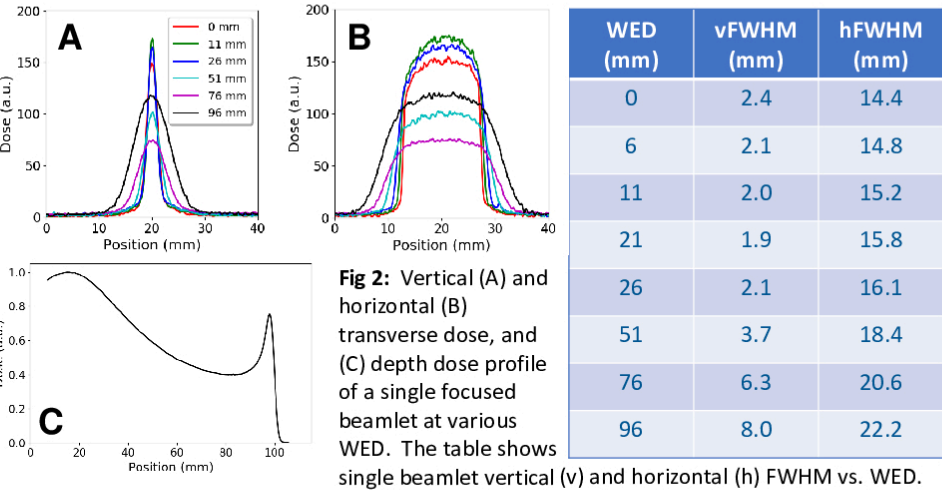 A
200
150
100
50
0
Dose (a.u.)
0 mm
11 mm
26 mm
51 mm
76 mm
96 mm
0 10 20 30 40
Position (mm)
B
200
150
100
50
0
Dose (a.u.)
0 10 20 30 40
Position (mm)
C
1.0
0.8
0.6
0.4
0.2
0.0
0 20 40 60 80 100
Position (mm)
Fig 2: Vertical (A) and
horizontal (B)
transverse dose, and
(C) depth dose profile
of a single focused
beamlet at various
WED. The table shows
single beamlet vertical (v) and horizontal (h) FWHM vs. WED.
WED vFWHM hFWHM
(mm) (mm) (mm)
0 2.4 14.4
6 2.1 14.8
11 2.0 15.2
21 1.9 15.8
26 2.1 16.1
51 3.7 18.4
76 6.3 20.6
96 8.0 22.2